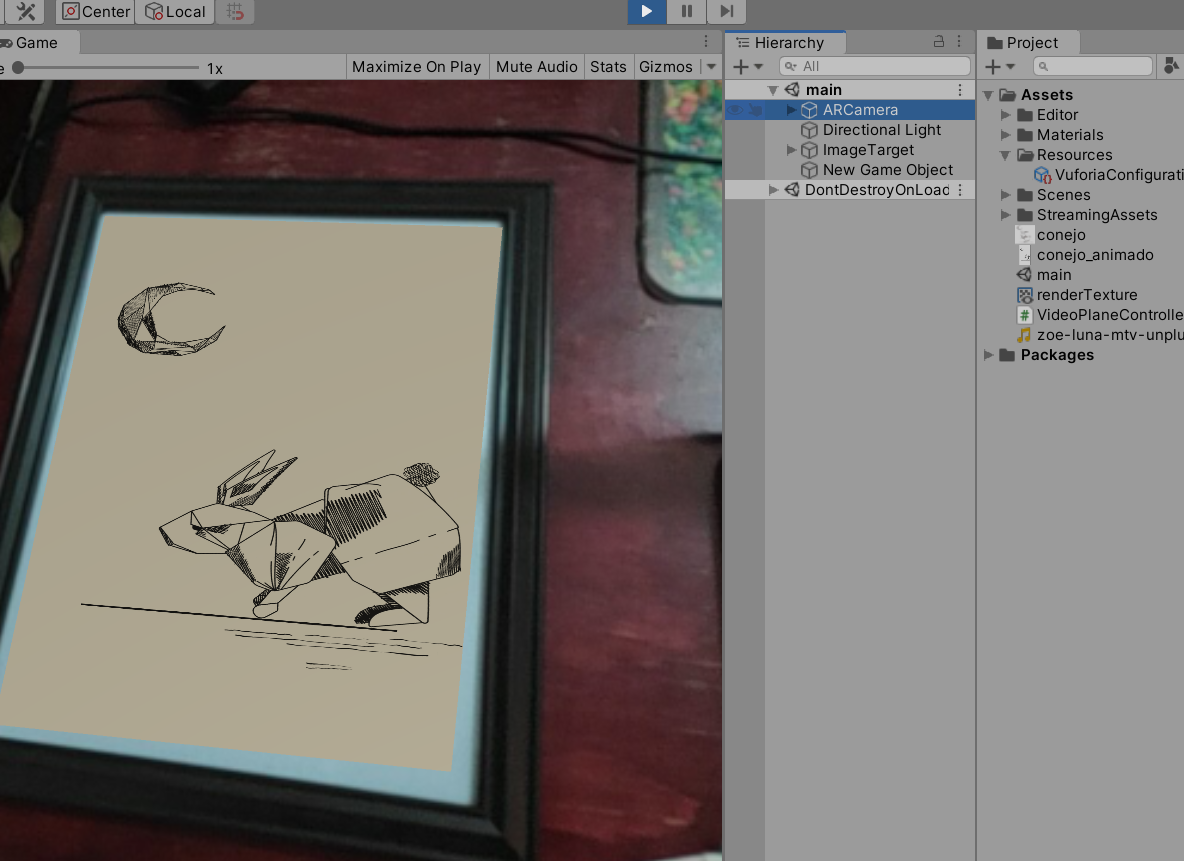 Center
Local
Game
1x
Maximize On Play
Mute Audio
Stats
Gizmos
Hierarchy
All
main
ARCamera
Directional Light
ImageTarget
New Game Object
DontDestroyOnLoad
Project
Assets
Editor
Materials
Resources
VuforiaConfigurati
Scenes
StreamingAssets
conejo
conejo_animado
main
renderTexture
VideoPlaneControlle
zoe-luna-mtv-unplu
Packages